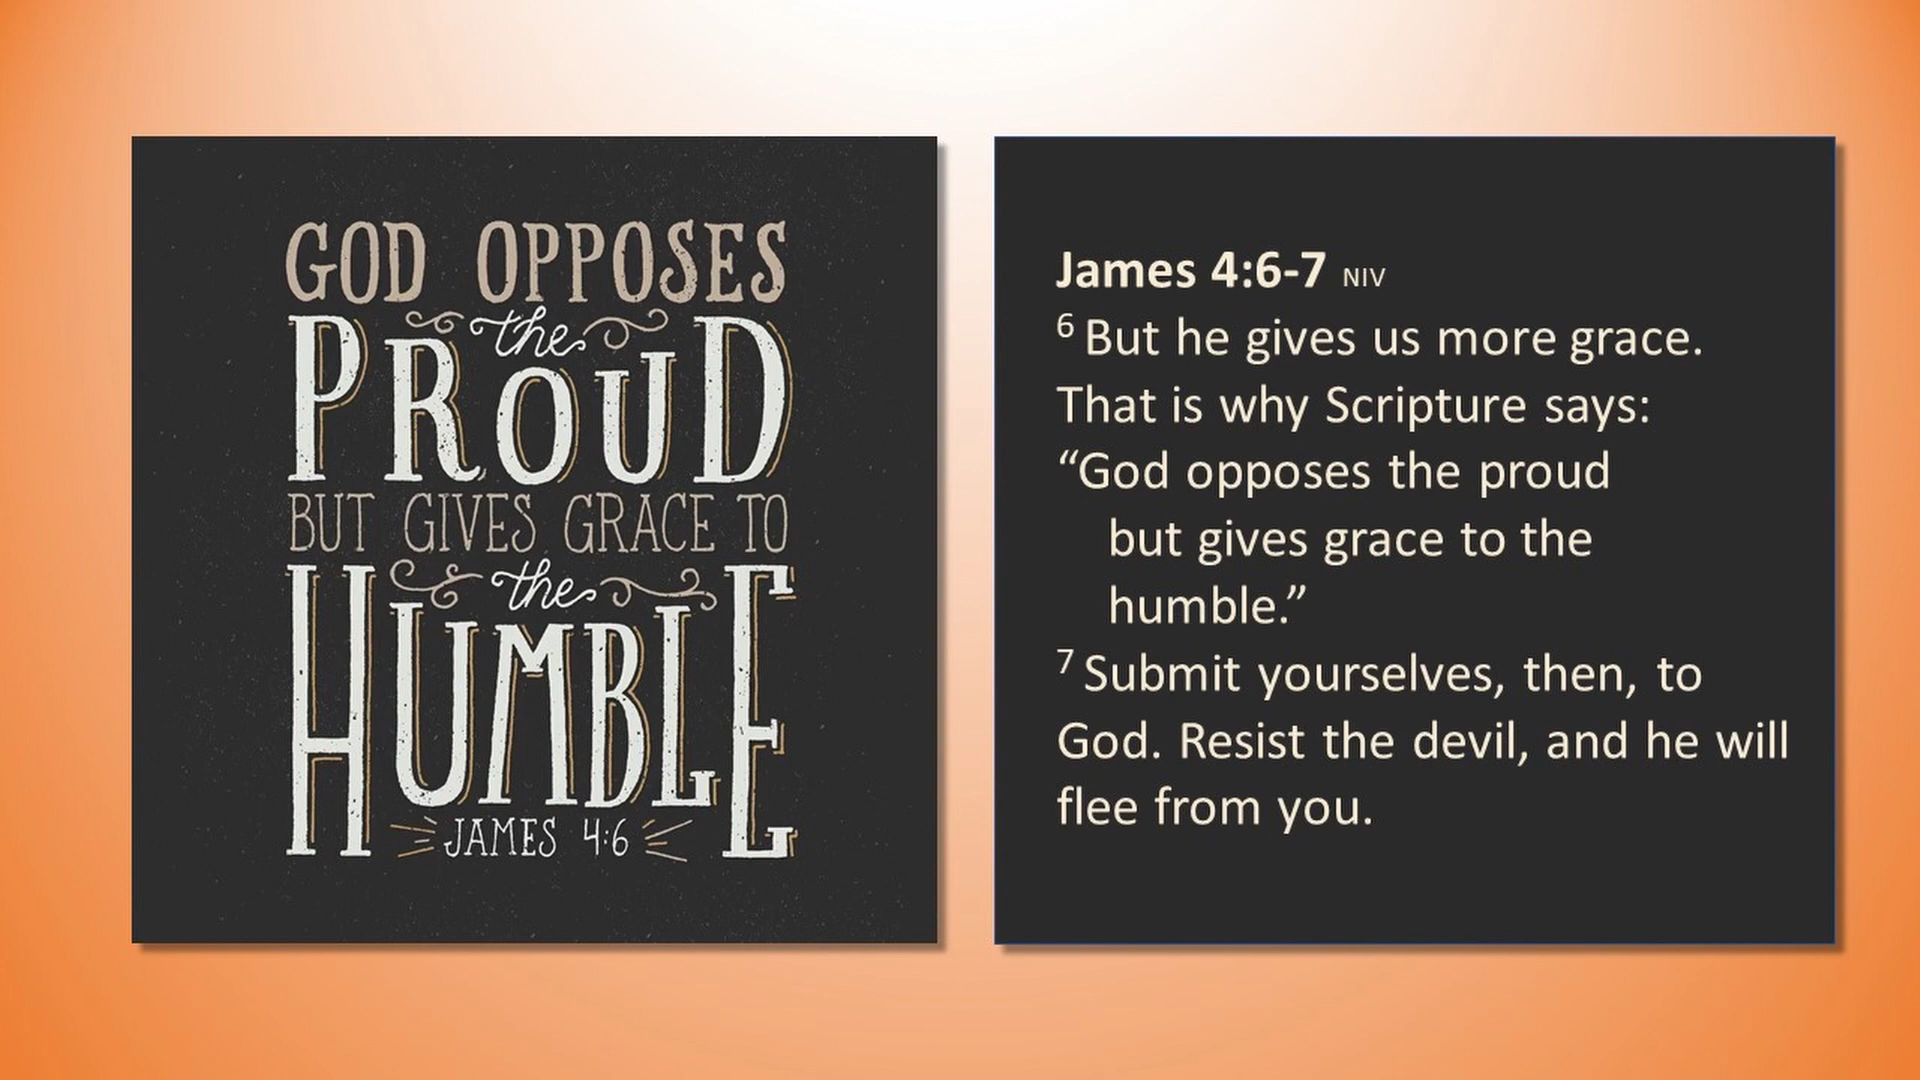 GOD OPPOSES
the
PROUD
BUT GIVES GRACE TO
the
HUMBLE
JAMES 4:6
James 4:6-7 NIV
6 But he gives us more grace.
That is why Scripture says:
“God opposes the proud
but gives grace to the
humble.”
7 Submit yourselves, then, to
God. Resist the devil, and he will
flee from you.